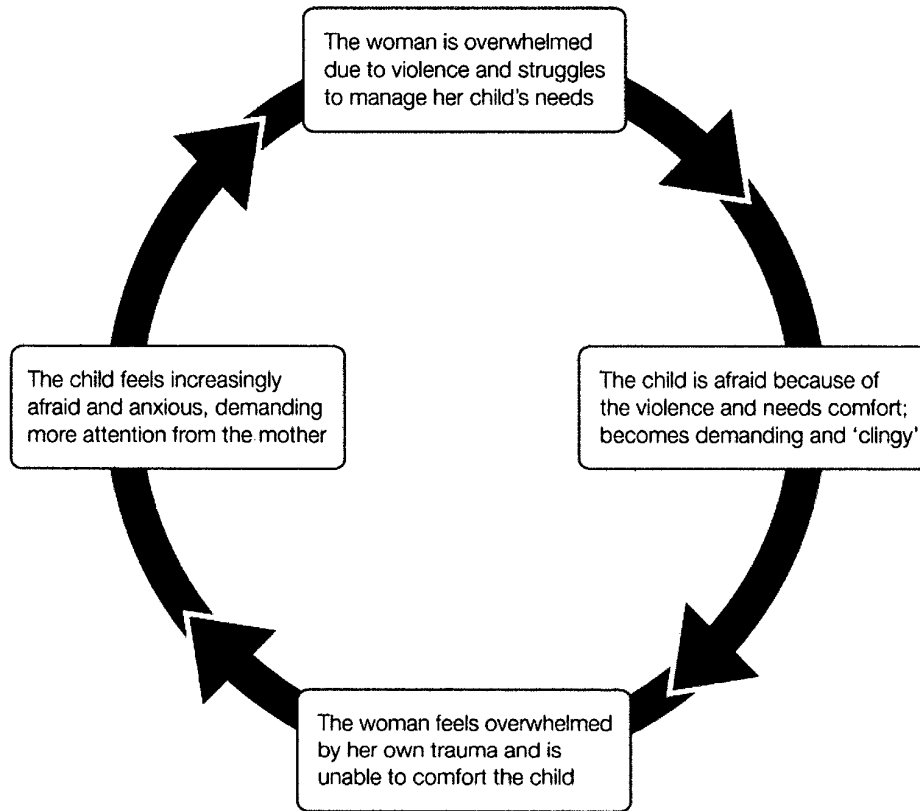 The woman is overwhelmed
due to violence and struggles
to manage her child's needs
The child is afraid because of
the violence and needs comfort;
becomes demanding and ‘clingy’
The woman feels overwhelmed
by her own trauma and is
unable to comfort the child
The child feels increasingly
afraid and anxious, demanding
more attention from the mother